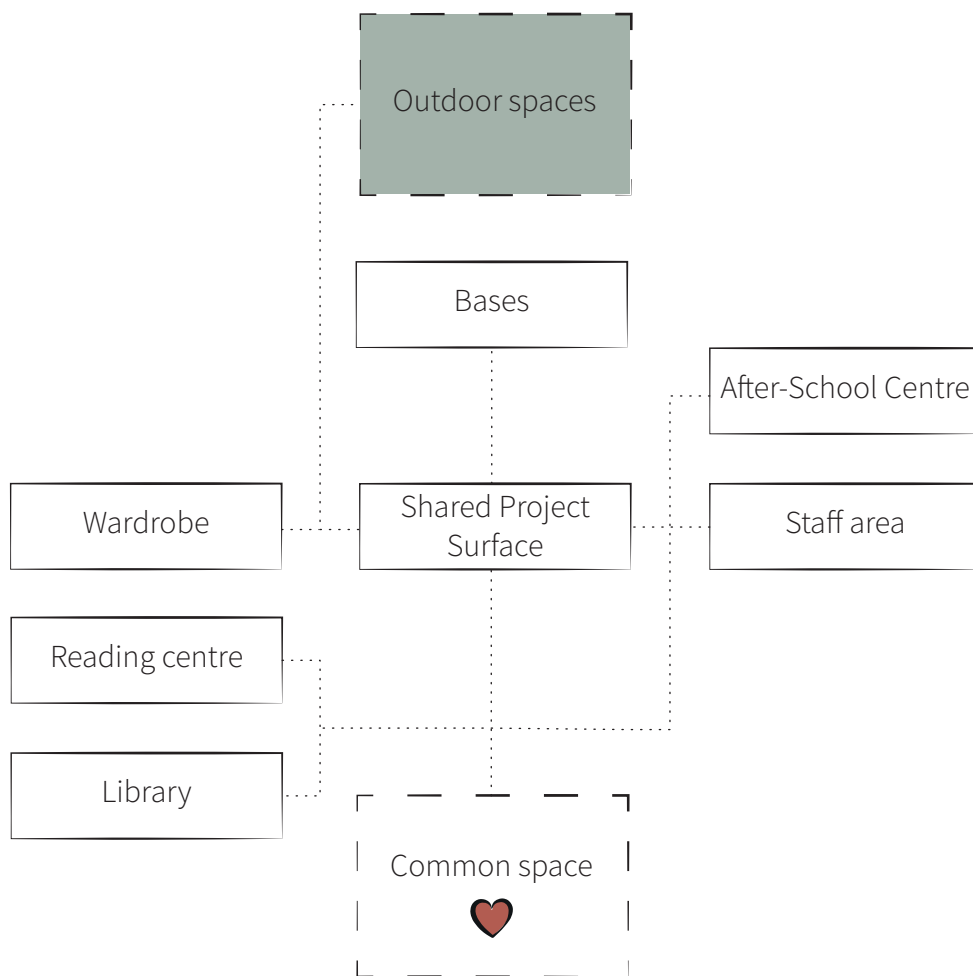 Outdoor spaces
Bases
After-School Centre
Wardrobe
Shared Project
Surface
Staff area
Reading centre
Library
Common space